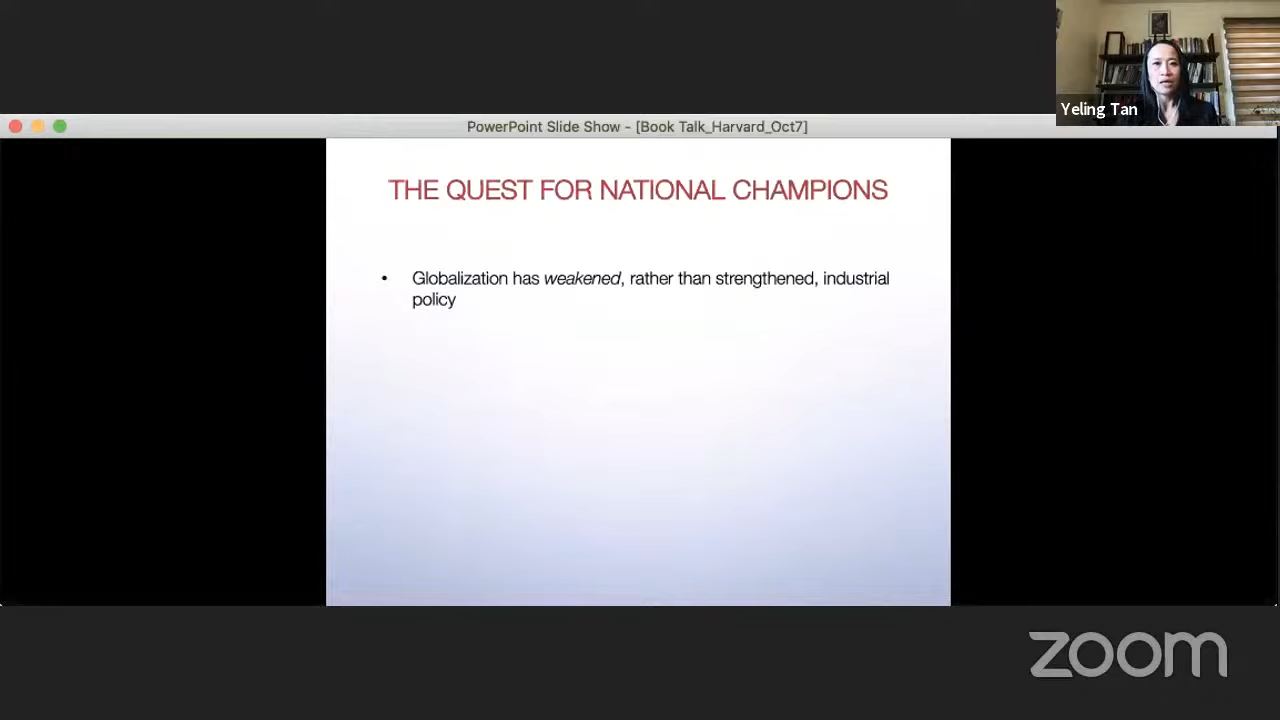 Yeling Tan
PowerPoint Slide Show - [Book Talk_Harvard_Oct7]
THE QUEST FOR NATIONAL CHAMPIONS
• Globalization has weakened, rather than strengthened, industrial
policy
zoom